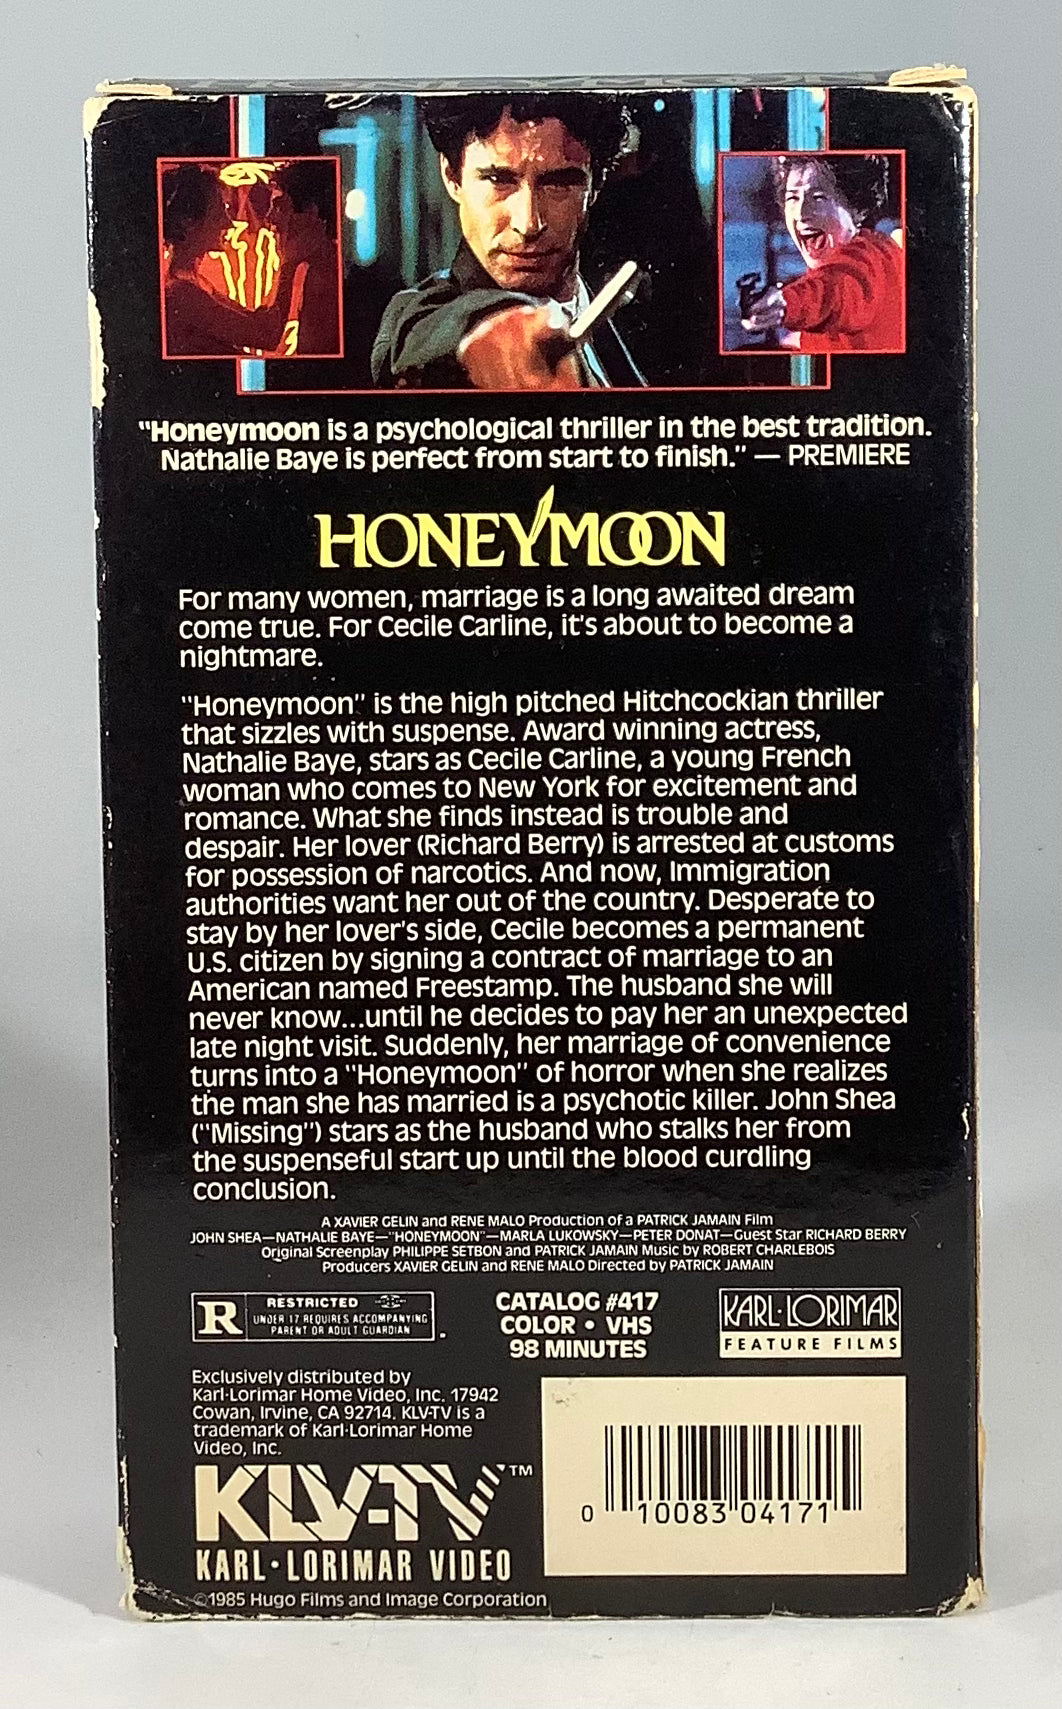 "Honeymoon is a psychological thriller in the best tradition.
Nathalie Baye is perfect from start to finish." — PREMIERE
HONEYMOON
For many women, marriage is a long awaited dream
come true. For Cecile Carline, it's about to become a
nightmare.
"Honeymoon" is the high pitched Hitchcockian thriller
that sizzles with suspense. Award winning actress,
Nathalie Baye, stars as Cecile Carline, a young French
woman who comes to New York for excitement and
romance. What she finds instead is trouble and
despair. Her lover (Richard Berry) is arrested at customs
for possession of narcotics. And now, Immigration
authorities want her out of the country. Desperate to
stay by her lover's side, Cecile becomes a permanent
U.S. citizen by signing a contract of marriage to an
American named Freestamp. The husband she will
never know...until he decides to pay her an unexpected
late night visit. Suddenly, her marriage of convenience
turns into a "Honeymoon" of horror when she realizes
the man she has married is a psychotic killer. John Shea
("Missing") stars as the husband who stalks her from
the suspenseful start up until the blood curdling
conclusion.
A XAVIER GELIN and RENE MALO Production of a PATRICK JAMAIN Film
JOHN SHEA—NATHALIE BAYE—"HONEYMOON"—MARLA LUKOWSKY—PETER DONAT—Guest Star RICHARD BERRY
Original Screenplay PHILIPPE SETBON and PATRICK JAMAIN Music by ROBERT CHARLEBOIS
Producers XAVIER GELIN and RENE MALO Directed by PATRICK JAMAIN
R RESTRICTED
UNDER 17 REQUIRES ACCOMPANYING
PARENT OR ADULT GUARDIAN
CATALOG #417
COLOR • VHS
98 MINUTES
KARL·LORIMAR
FEATURE FILMS
Exclusively distributed by
Karl·Lorimar Home Video, Inc. 17942
Cowan, Irvine, CA 92714. KLV-TV is a
trademark of Karl·Lorimar Home
Video, Inc.
KLV-TV™
KARL·LORIMAR VIDEO
©1985 Hugo Films and Image Corporation
0 10083 04171